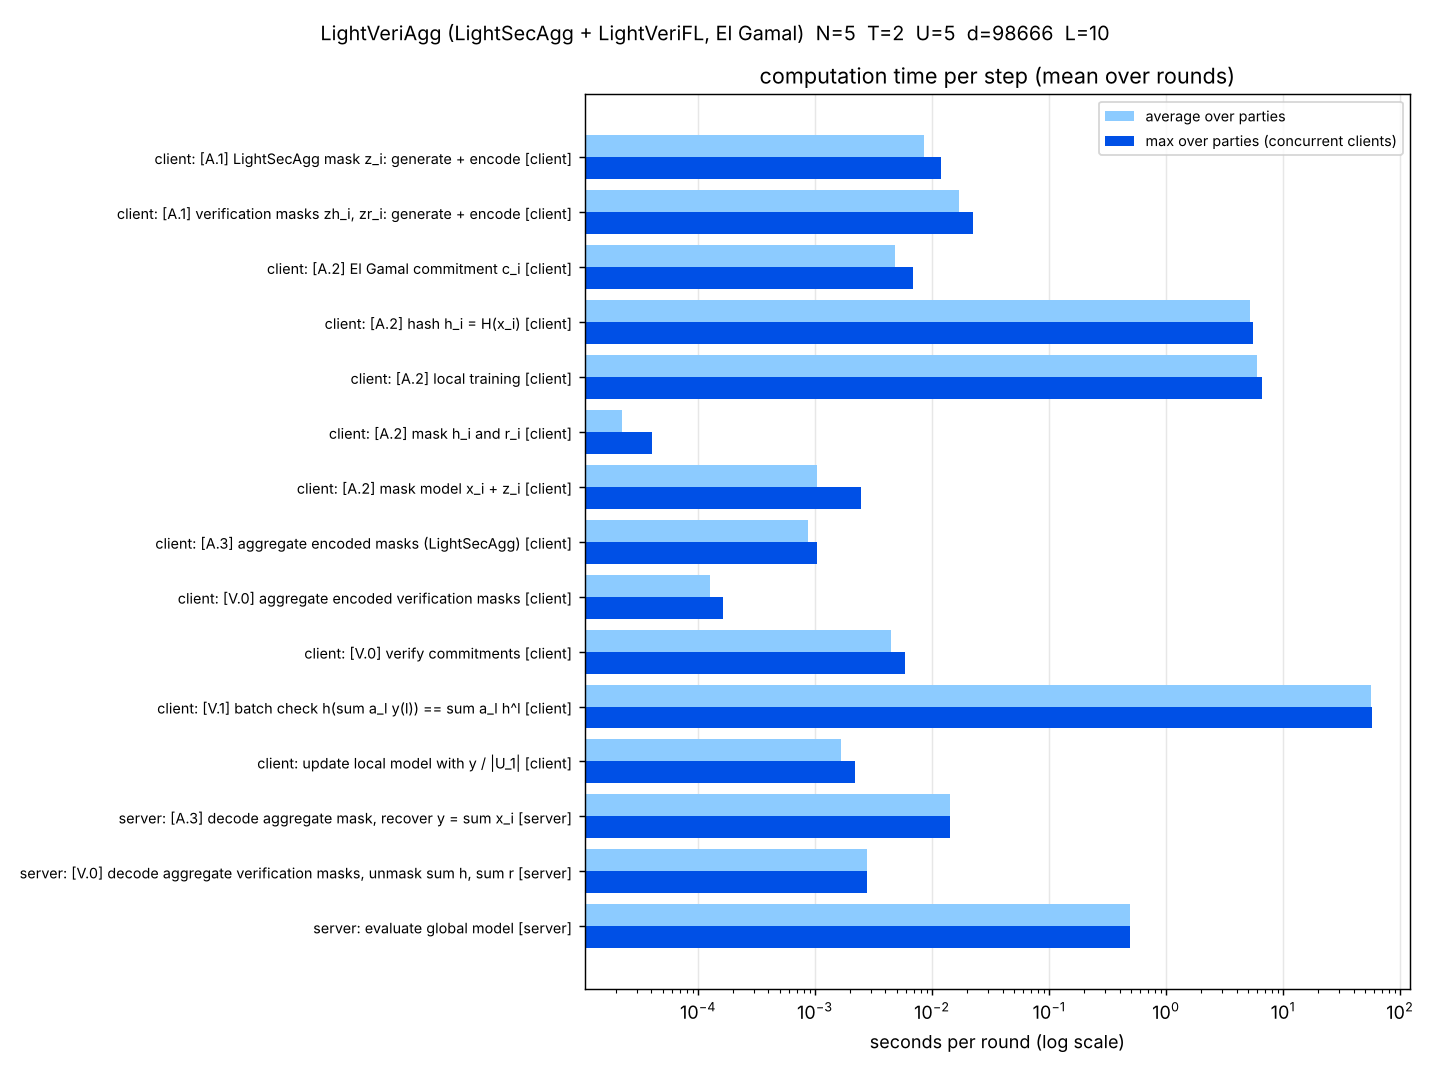 LightVeriAgg (LightSecAgg + LightVeriFL, El Gamal)  N=5  T=2  U=5  d=98666  L=10
computation time per step (mean over rounds)
average over parties
max over parties (concurrent clients)
client: [A.1] LightSecAgg mask z_i: generate + encode [client]
client: [A.1] verification masks zh_i, zr_i: generate + encode [client]
client: [A.2] El Gamal commitment c_i [client]
client: [A.2] hash h_i = H(x_i) [client]
client: [A.2] local training [client]
client: [A.2] mask h_i and r_i [client]
client: [A.2] mask model x_i + z_i [client]
client: [A.3] aggregate encoded masks (LightSecAgg) [client]
client: [V.0] aggregate encoded verification masks [client]
client: [V.0] verify commitments [client]
client: [V.1] batch check h(sum a_l y(l)) == sum a_l h^l [client]
client: update local model with y / |U_1| [client]
server: [A.3] decode aggregate mask, recover y = sum x_i [server]
server: [V.0] decode aggregate verification masks, unmask sum h, sum r [server]
server: evaluate global model [server]
10⁻⁴ 10⁻³ 10⁻² 10⁻¹ 10⁰ 10¹ 10²
seconds per round (log scale)